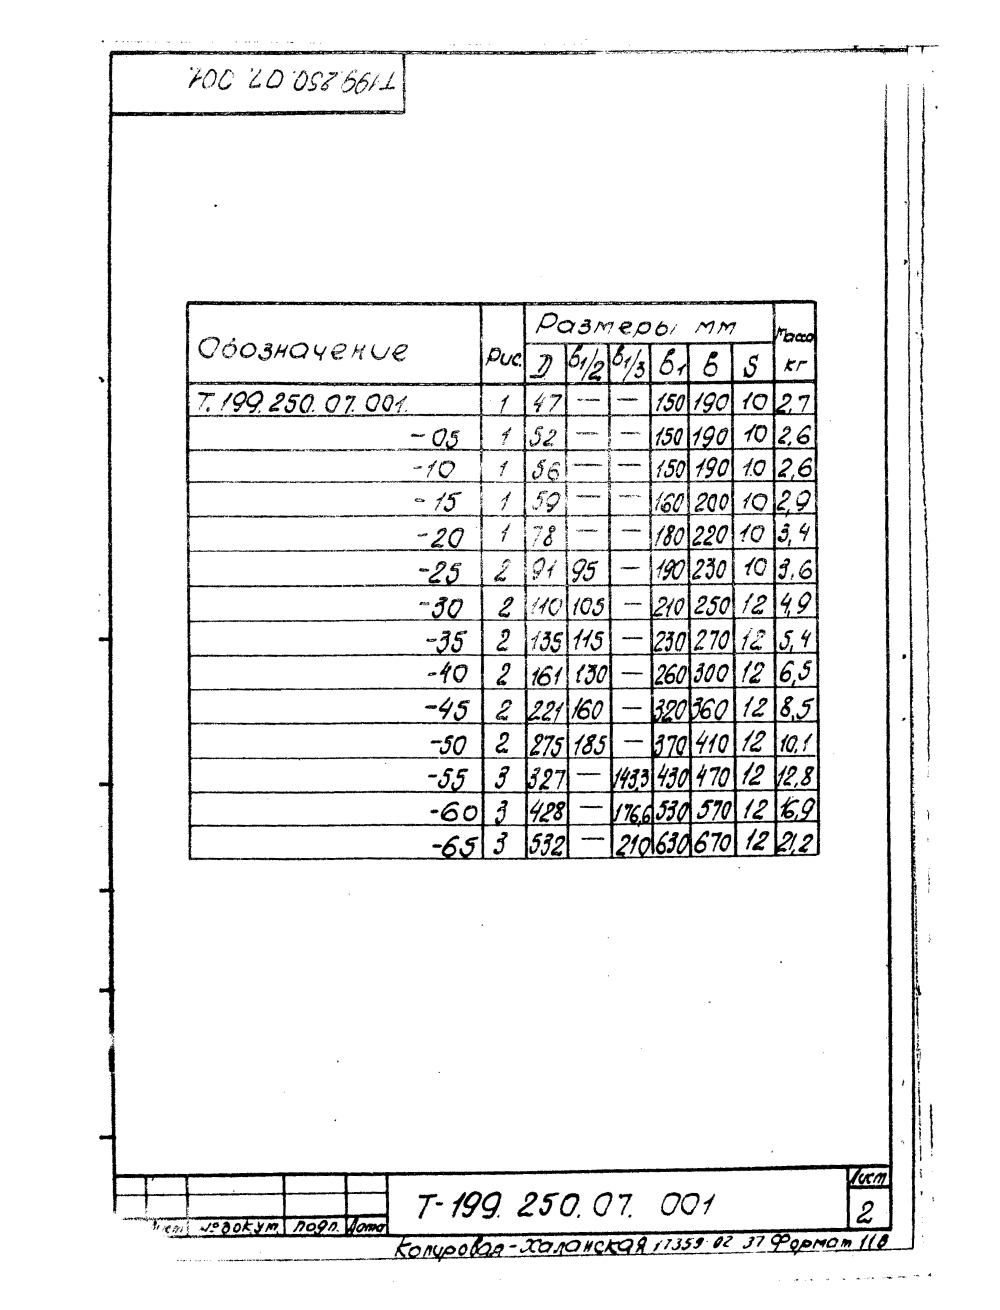 Т199.250.07.001
Обозначение Рис. Размеры мм Масса кг
D в1/2 в1/3 в1 в S
Т. 199. 250. 07. 001. 1 47 — — 150 190 10 2,7
-05 1 52 — — 150 190 10 2,6
-10 1 56 — — 150 190 10 2,6
-15 1 59 — — 160 200 10 2,9
-20 1 78 — — 180 220 10 3,4
-25 2 91 95 — 190 230 10 3,6
-30 2 110 105 — 210 250 12 4,9
-35 2 135 115 — 230 270 12 5,4
-40 2 161 130 — 260 300 12 6,5
-45 2 221 160 — 320 360 12 8,5
-50 2 275 185 — 370 410 12 10,1
-55 3 327 — 143,3 430 470 12 12,8
-60 3 428 — 176,6 530 570 12 16,9
-65 3 532 — 210 630 670 12 21,2
Т-199. 250. 07. 001
Лист
2
Лист № докум. подп. Дата
Копировал - Халанская 17359-02 37 Формат 11в